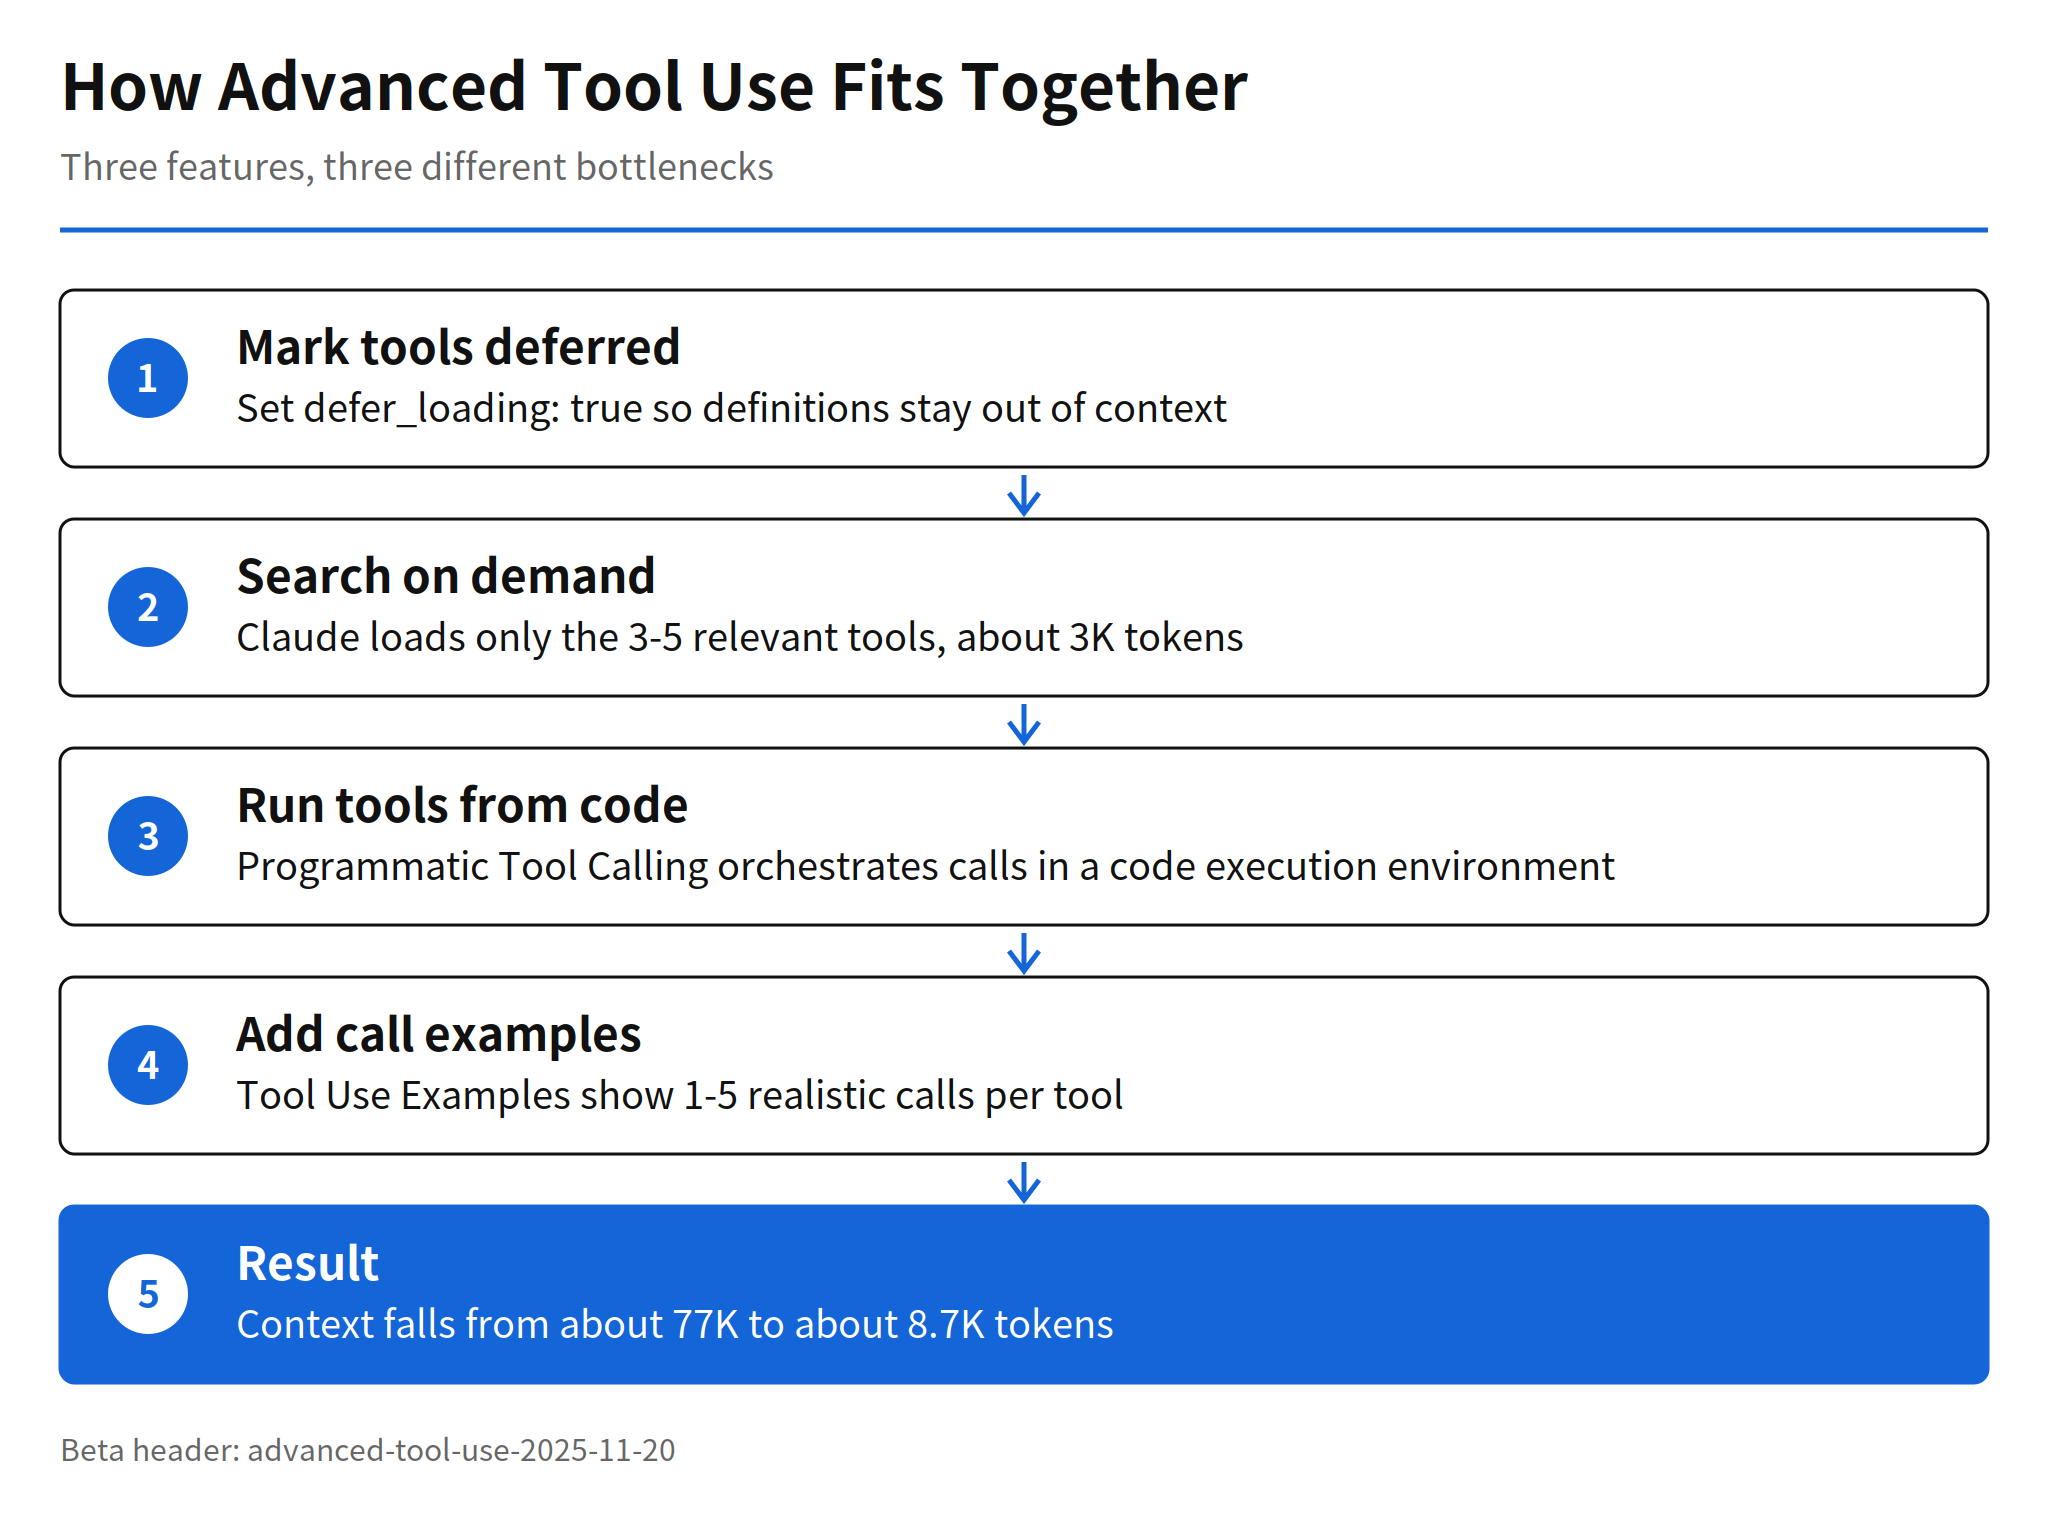 How Advanced Tool Use Fits Together
Three features, three different bottlenecks
1
Mark tools deferred
Set defer_loading: true so definitions stay out of context
2
Search on demand
Claude loads only the 3-5 relevant tools, about 3K tokens
3
Run tools from code
Programmatic Tool Calling orchestrates calls in a code execution environment
4
Add call examples
Tool Use Examples show 1-5 realistic calls per tool
5
Result
Context falls from about 77K to about 8.7K tokens
Beta header: advanced-tool-use-2025-11-20